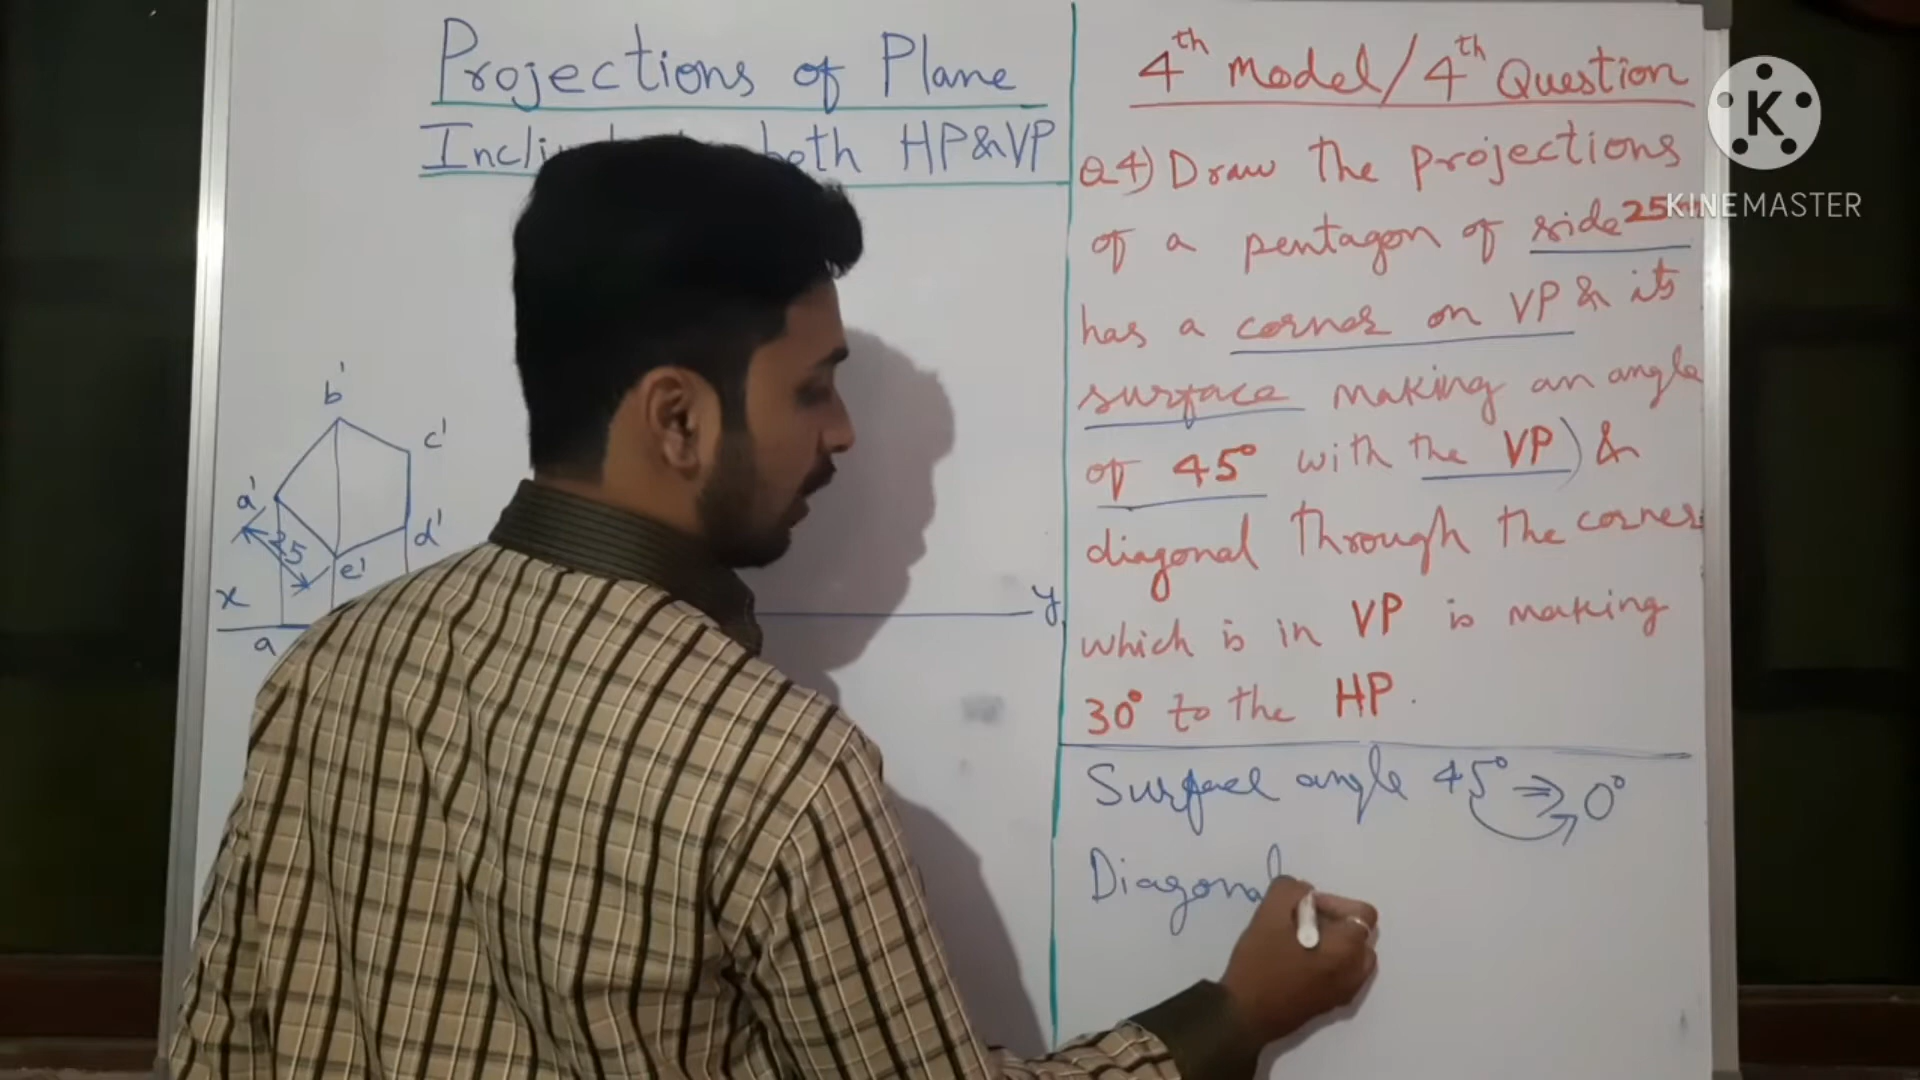 Projections of Plane
both HP&VP
b'
c'
a'
25
d'
e'
x
y
a
4th Model/4th Question
Q4) Draw the projections
of a pentagon of side 25
has a corner on VP & its
surface making an angle
of 45° with the VP) &
diagonal through the corner
which is in VP is making
30° to the HP.
Surface angle 45° ⇒ 0°
Diagonal
K
KINEMASTER